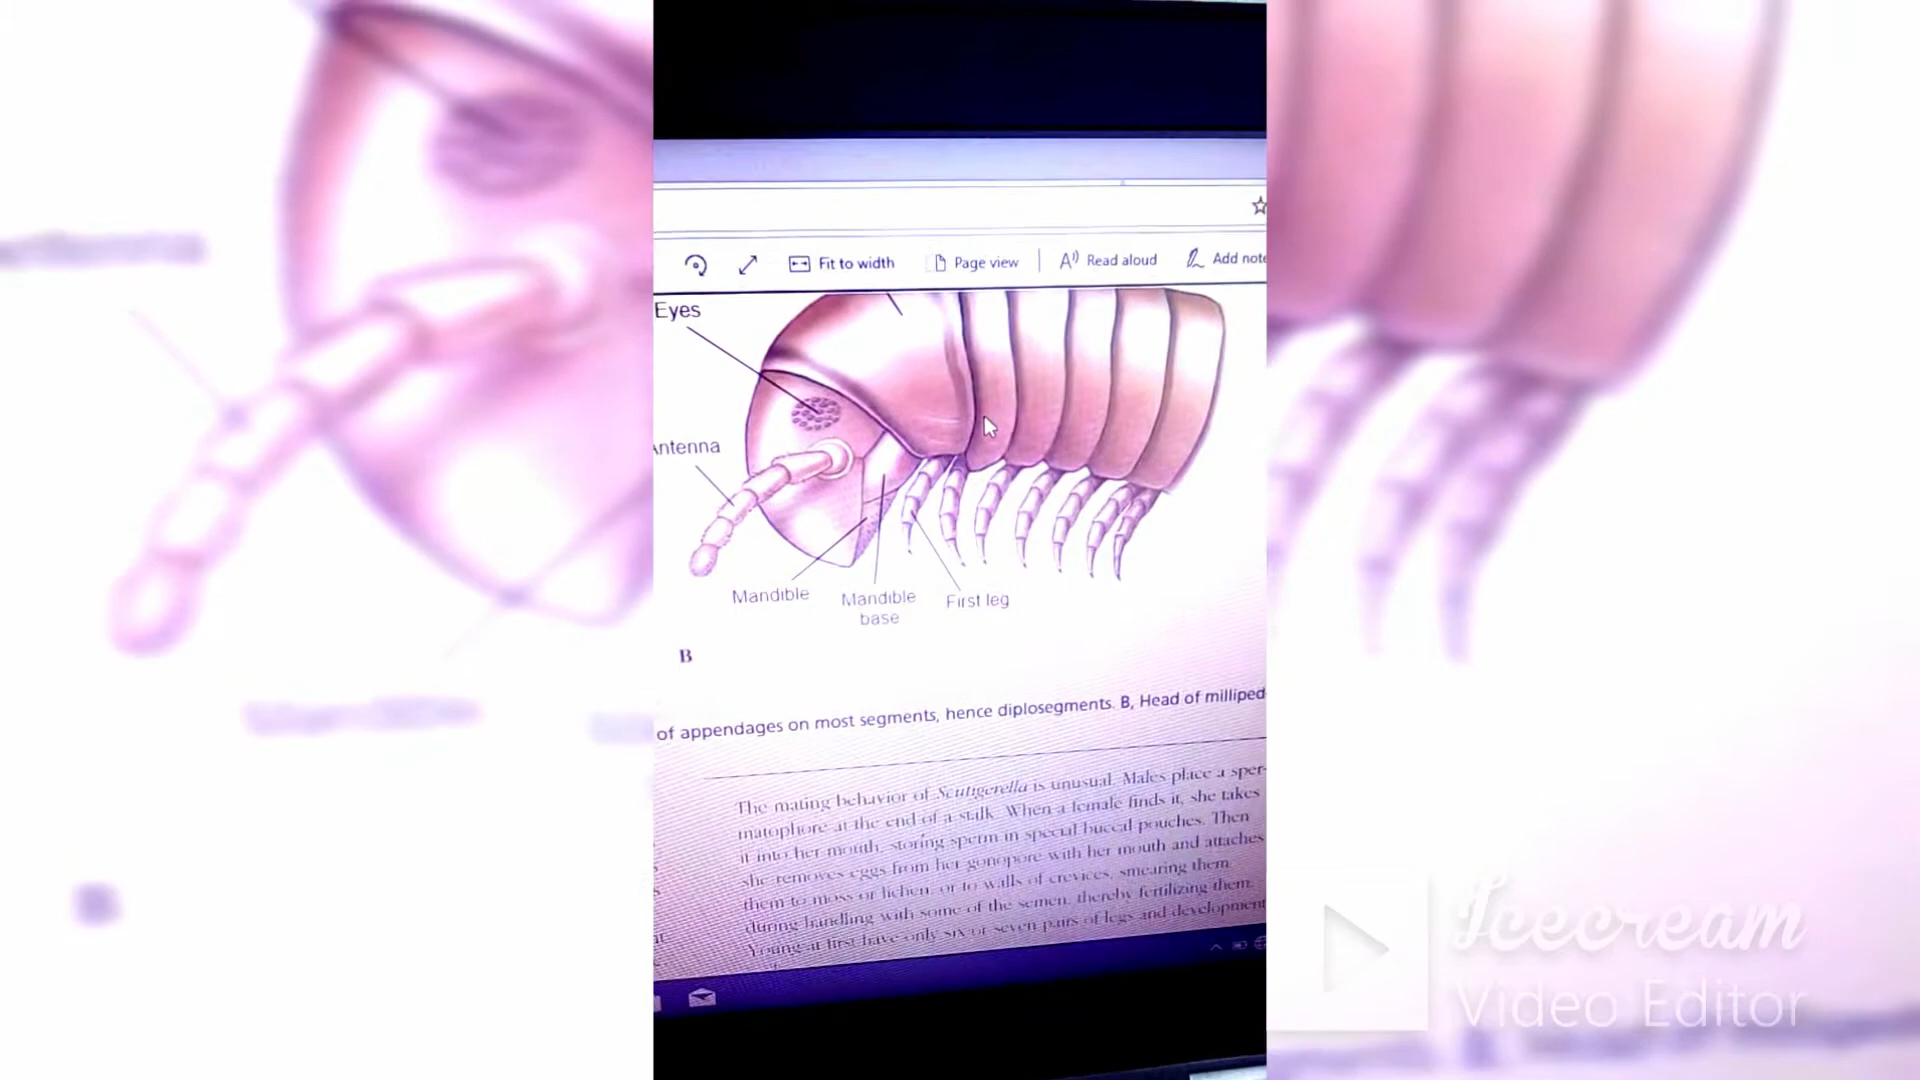 Fit to width
Page view
Read aloud
Add note
Eyes
Antenna
Mandible
Mandible
base
First leg
B
of appendages on most segments, hence diplosegments. B, Head of milliped
The mating behavior of Scutigerella is unusual. Males place a sper-
matophore at the end of a stalk. When a female finds it, she takes
it into her mouth, storing sperm in special buccal pouches. Then
she removes eggs from her gonopore with her mouth and attaches
them to moss or lichen, or to walls of crevices, smearing them
during handling with some of the semen, thereby fertilizing them.
Young at first have only six or seven pairs of legs and development
Icecream
Video Editor